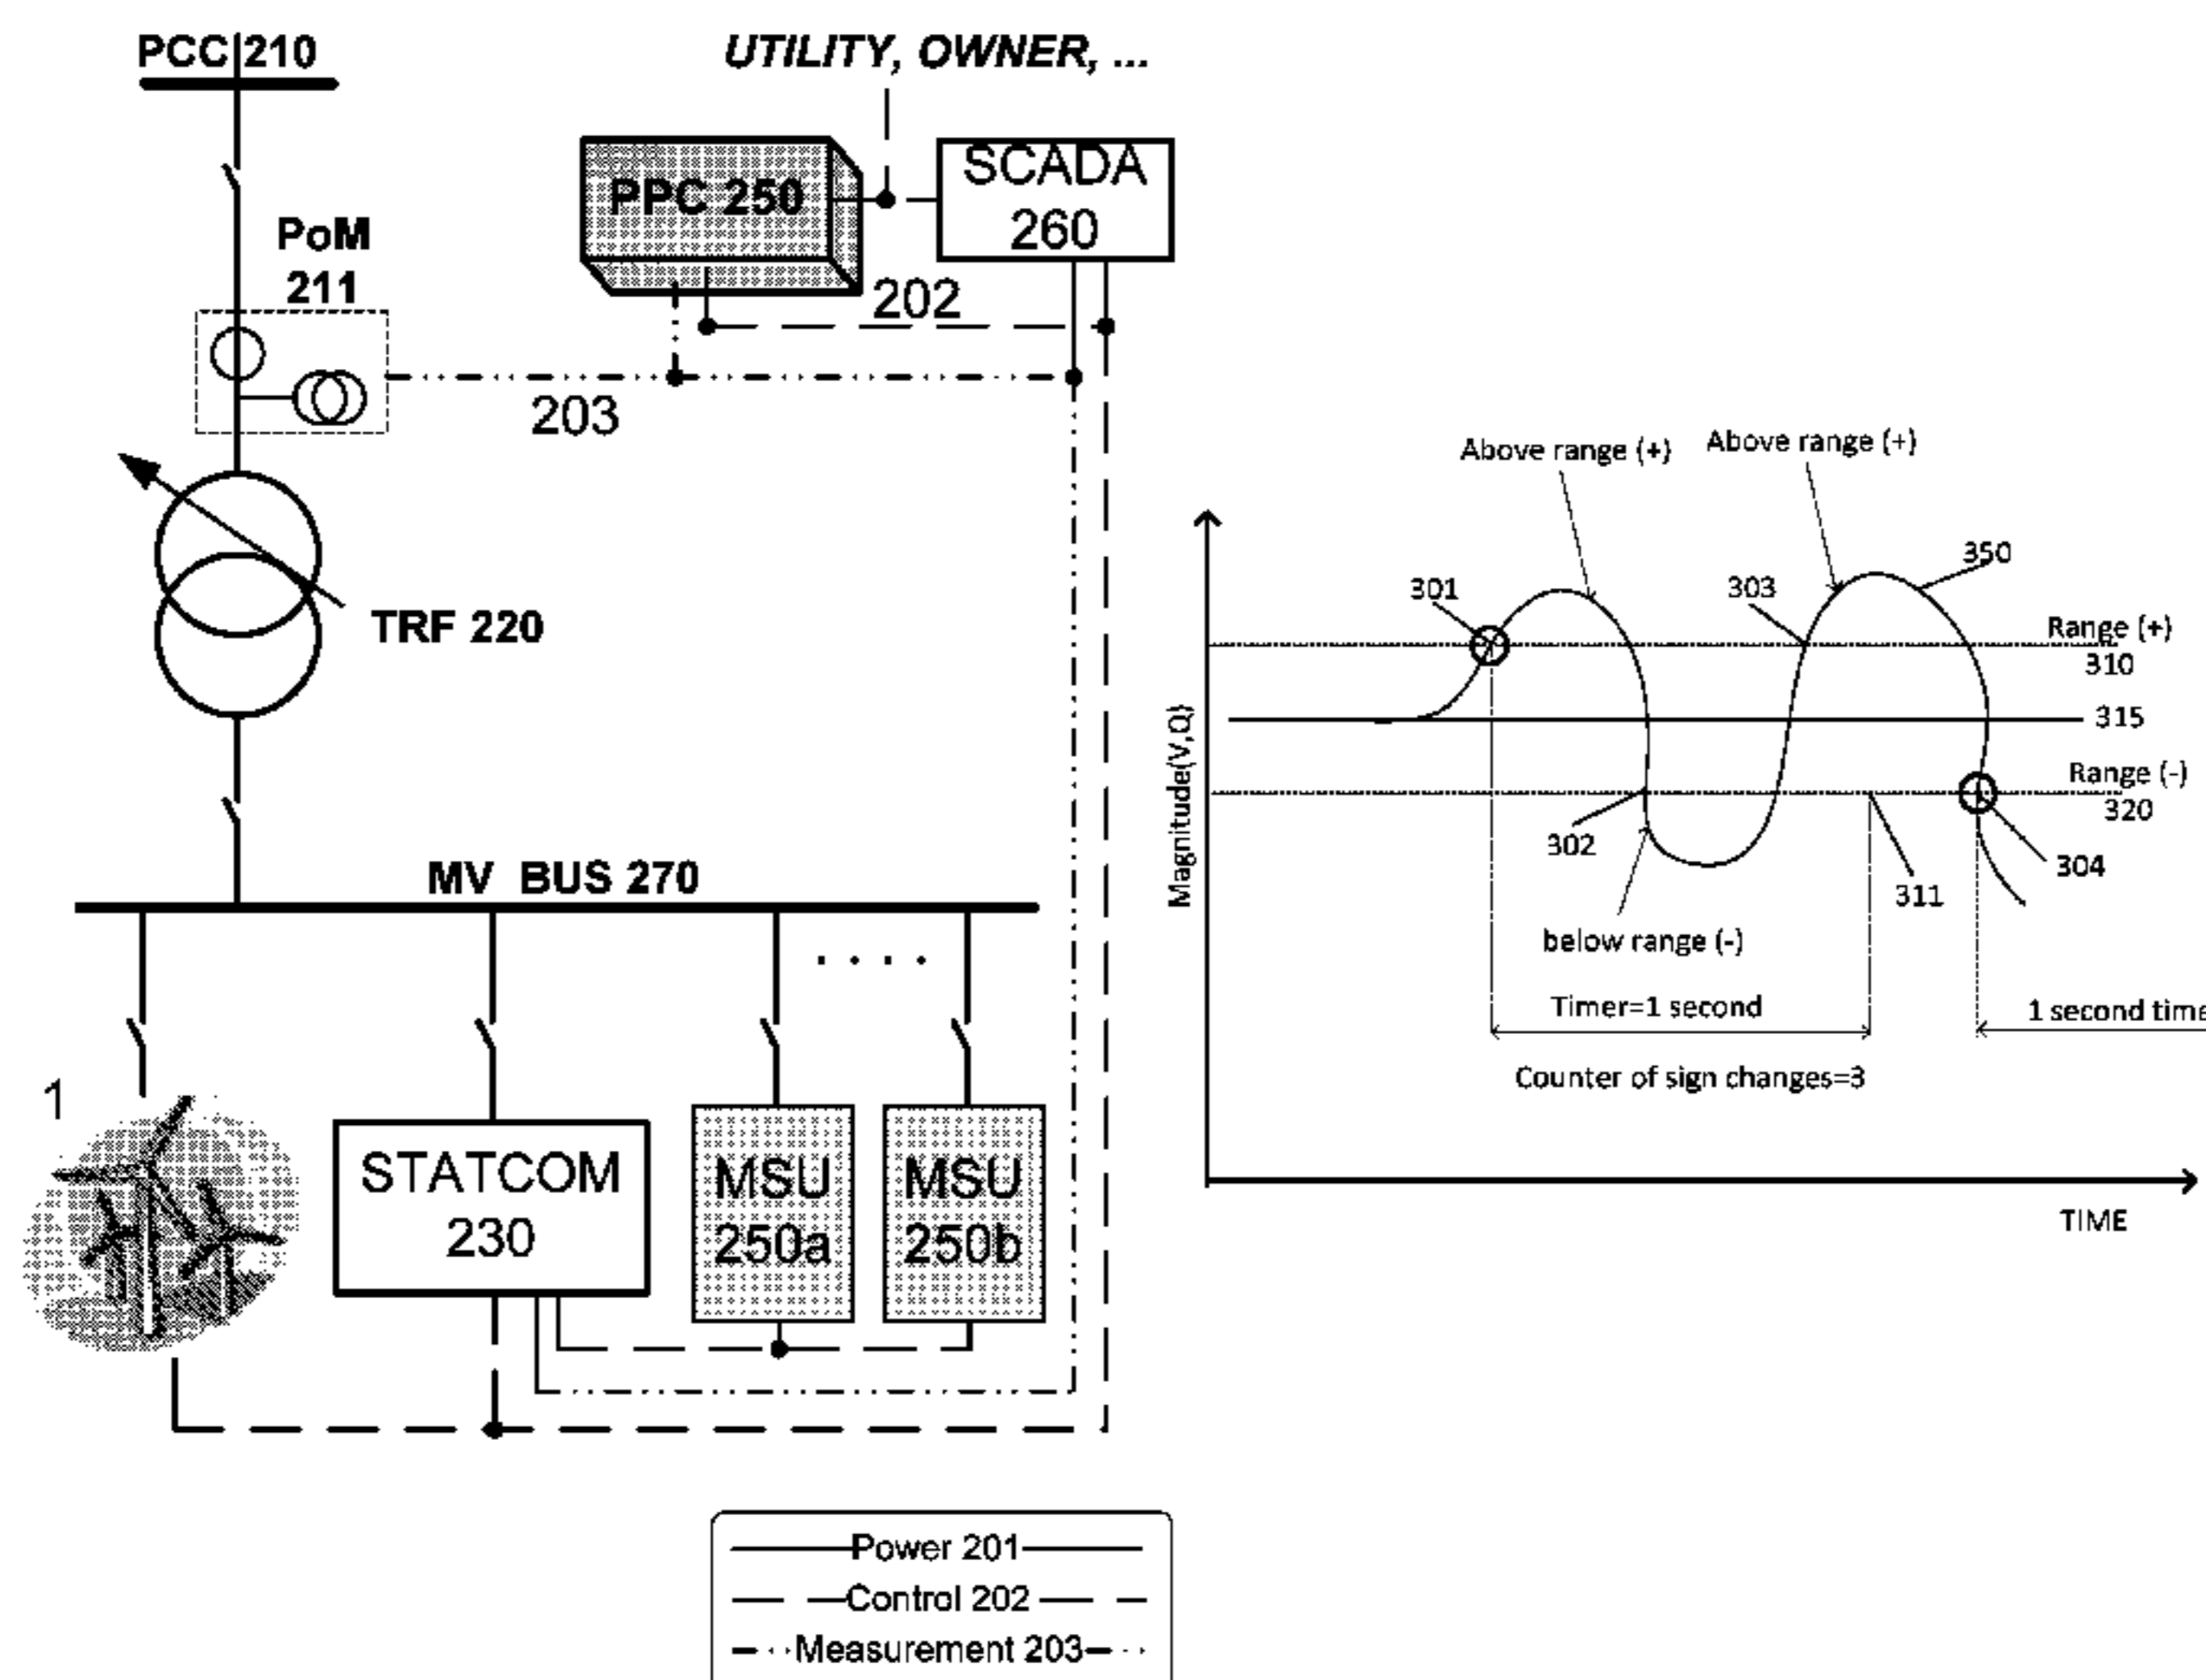 PCC 210
UTILITY, OWNER, ...
PPC 250
SCADA
260
PoM
211
202
203
TRF 220
MV BUS 270
1
STATCOM
230
MSU
250a
MSU
250b
Power 201
Control 202
Measurement 203
Above range (+)
Above range (+)
350
301
303
Range (+)
310
315
Range (-)
320
302
304
311
below range (-)
Magnitude(V,Q)
Timer=1 second
1 second time
Counter of sign changes=3
TIME